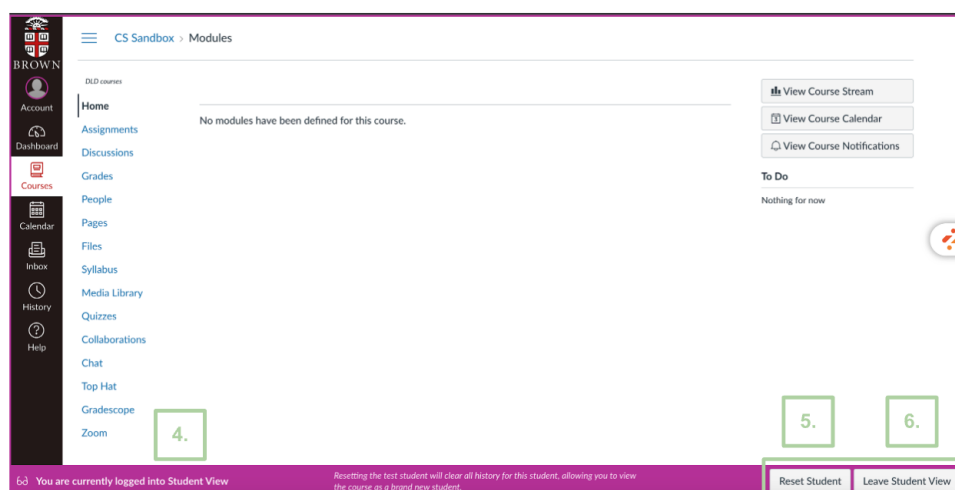 BROWN
Account
Dashboard
Courses
Calendar
Inbox
History
Help
CS Sandbox > Modules
DLD courses
Home
Assignments
Discussions
Grades
People
Pages
Files
Syllabus
Media Library
Quizzes
Collaborations
Chat
Top Hat
Gradescope
Zoom
No modules have been defined for this course.
View Course Stream
View Course Calendar
View Course Notifications
To Do
Nothing for now
4.
5.
6.
You are currently logged into Student View
Resetting the test student will clear all history for this student, allowing you to view
the course as a brand new student.
Reset Student
Leave Student View